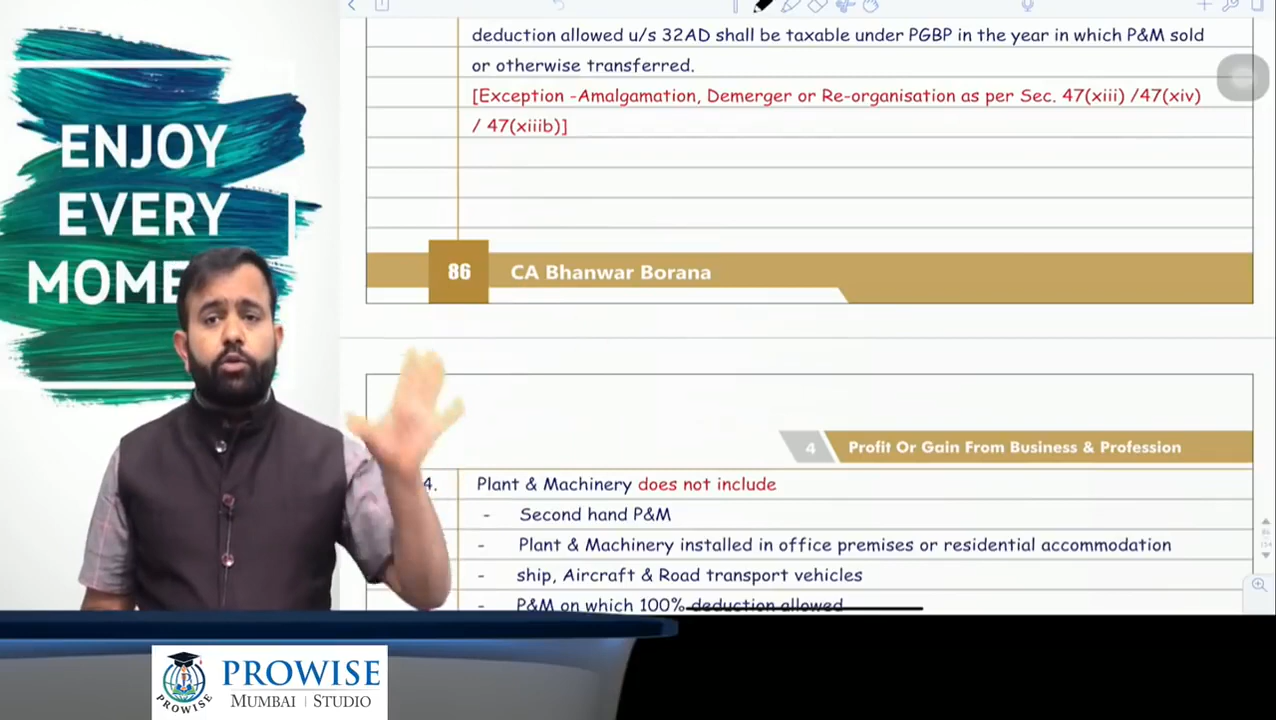 ENJOY
EVERY
MOME
deduction allowed u/s 32AD shall be taxable under PGBP in the year in which P&M sold
or otherwise transferred.
[Exception -Amalgamation, Demerger or Re-organisation as per Sec. 47(xiii) /47(xiv)
/ 47(xiiib)]
86 CA Bhanwar Borana
4 Profit Or Gain From Business & Profession
4. Plant & Machinery does not include
- Second hand P&M
- Plant & Machinery installed in office premises or residential accommodation
- ship, Aircraft & Road transport vehicles
- P&M on which 100% deduction allowed
PROWISE
PROWISE
MUMBAI | STUDIO